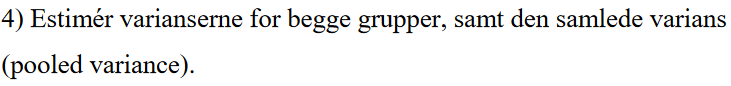 4) Estimér varianserne for begge grupper, samt den samlede varians
(pooled variance).